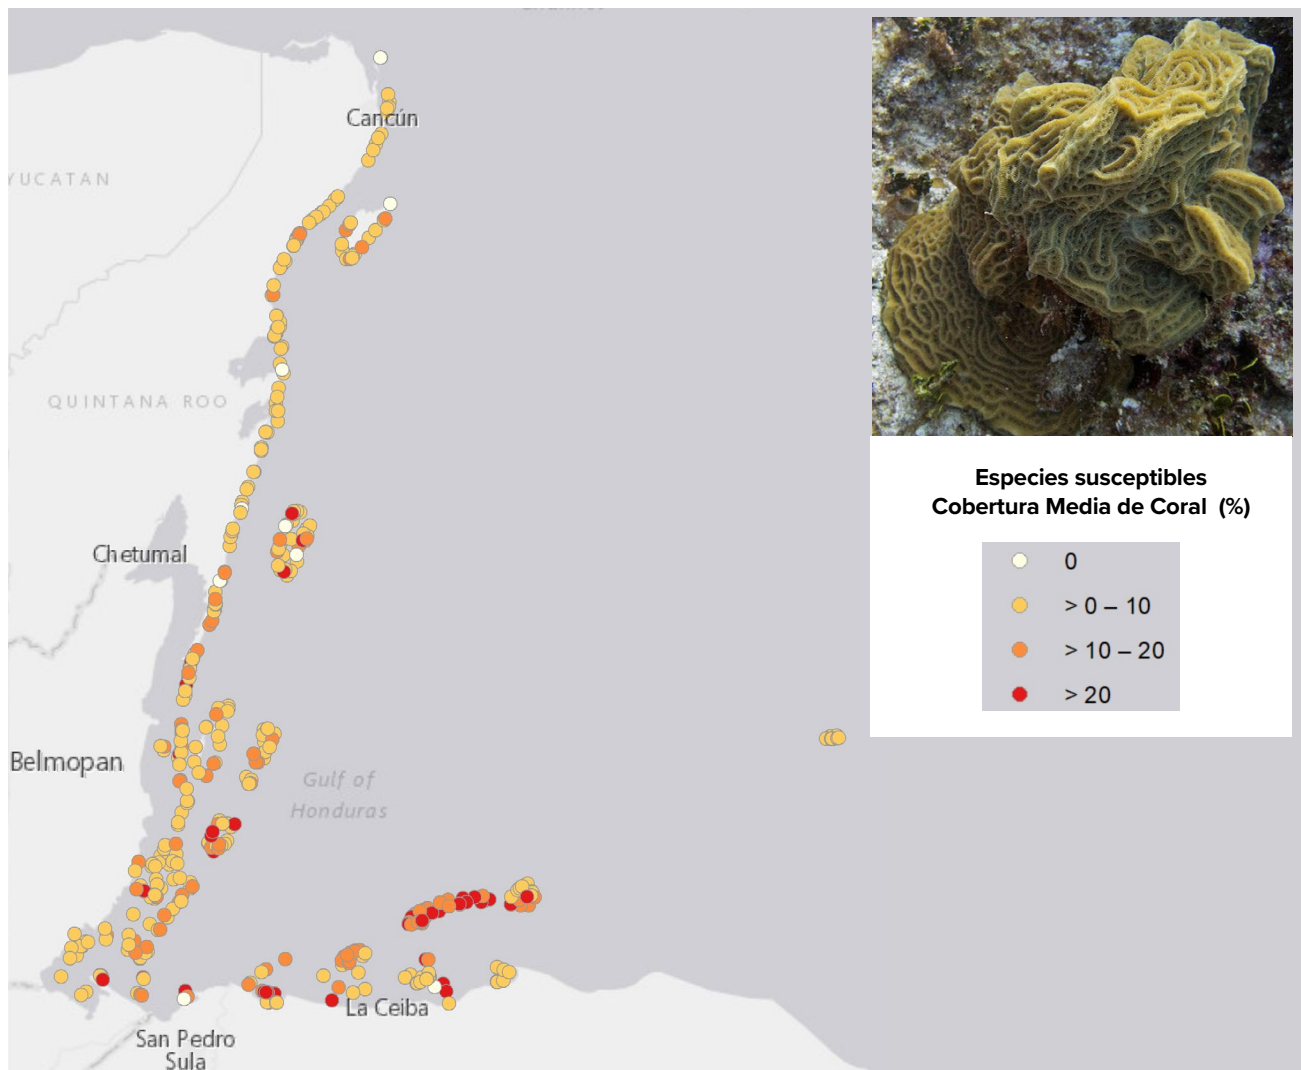 Cancún
YUCATAN
QUINTANA ROO
Chetumal
Belmopan
Gulf of
Honduras
La Ceiba
San Pedro
Sula
Especies susceptibles
Cobertura Media de Coral (%)
0
> 0 – 10
> 10 – 20
> 20